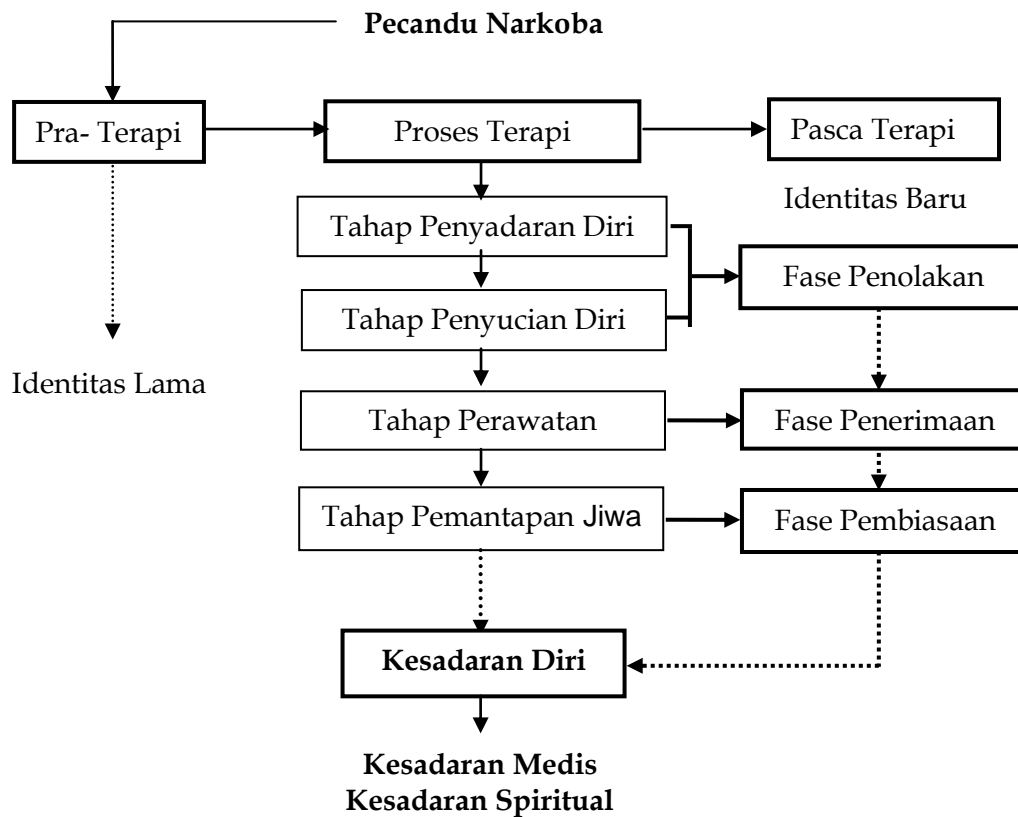 Pecandu Narkoba
Pra- Terapi
Proses Terapi
Pasca Terapi
Identitas Baru
Tahap Penyadaran Diri
Fase Penolakan
Tahap Penyucian Diri
Identitas Lama
Tahap Perawatan
Fase Penerimaan
Tahap Pemantapan Jiwa
Fase Pembiasaan
Kesadaran Diri
Kesadaran Medis
Kesadaran Spiritual